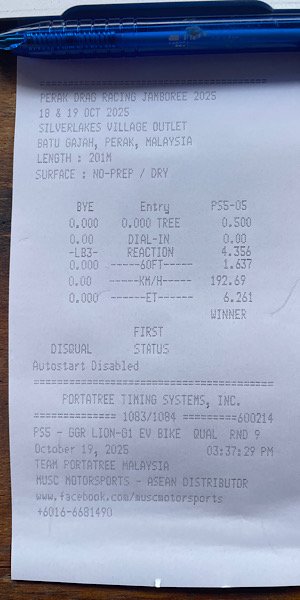 =====================================
PERAK DRAG RACING JAMBOREE 2025
18 & 19 OCT 2025
SILVERLAKES VILLAGE OUTLET
BATU GAJAH, PERAK, MALAYSIA
LENGTH : 201M
SURFACE : NO-PREP / DRY
BYE Entry PS5-05
0.000 0.000 TREE 0.500
0.00 DIAL-IN 0.00
-LB3- REACTION 4.356
0.000 -----60FT----- 1.637
0.00 ------KM/H----- 192.69
0.000 ------ET----- 6.261
WINNER
FIRST
DISQUAL STATUS
Autostart Disabled
=====================================
PORTATREE TIMING SYSTEMS, INC.
============= 1083/1084 =========600214
PS5 - GGR LION-01 EV BIKE QUAL RND 9
October 19, 2025 03:37:29 PM
TEAM PORTATREE MALAYSIA
MUSC MOTORSPORTS - ASEAN DISTRIBUTOR
www.facebook.com/muscmotorsports
+6016-6681490